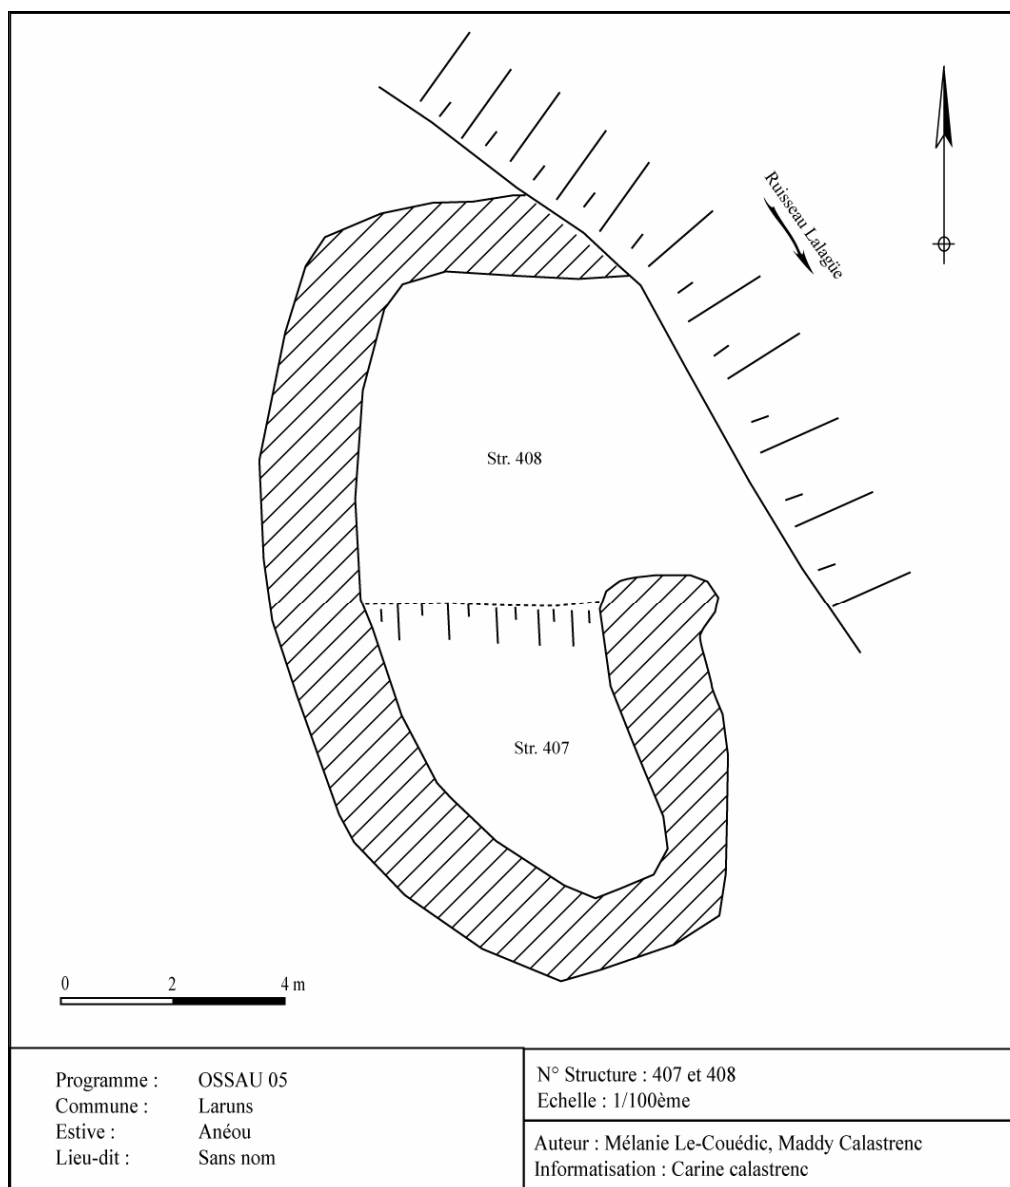 Ruisseau Lalagüe
Str. 408
Str. 407
0 2 4 m
Programme : OSSAU 05
Commune : Laruns
Estive : Anéou
Lieu-dit : Sans nom
N° Structure : 407 et 408
Echelle : 1/100ème
Auteur : Mélanie Le-Couédic, Maddy Calastrenc
Informatisation : Carine calastrenc